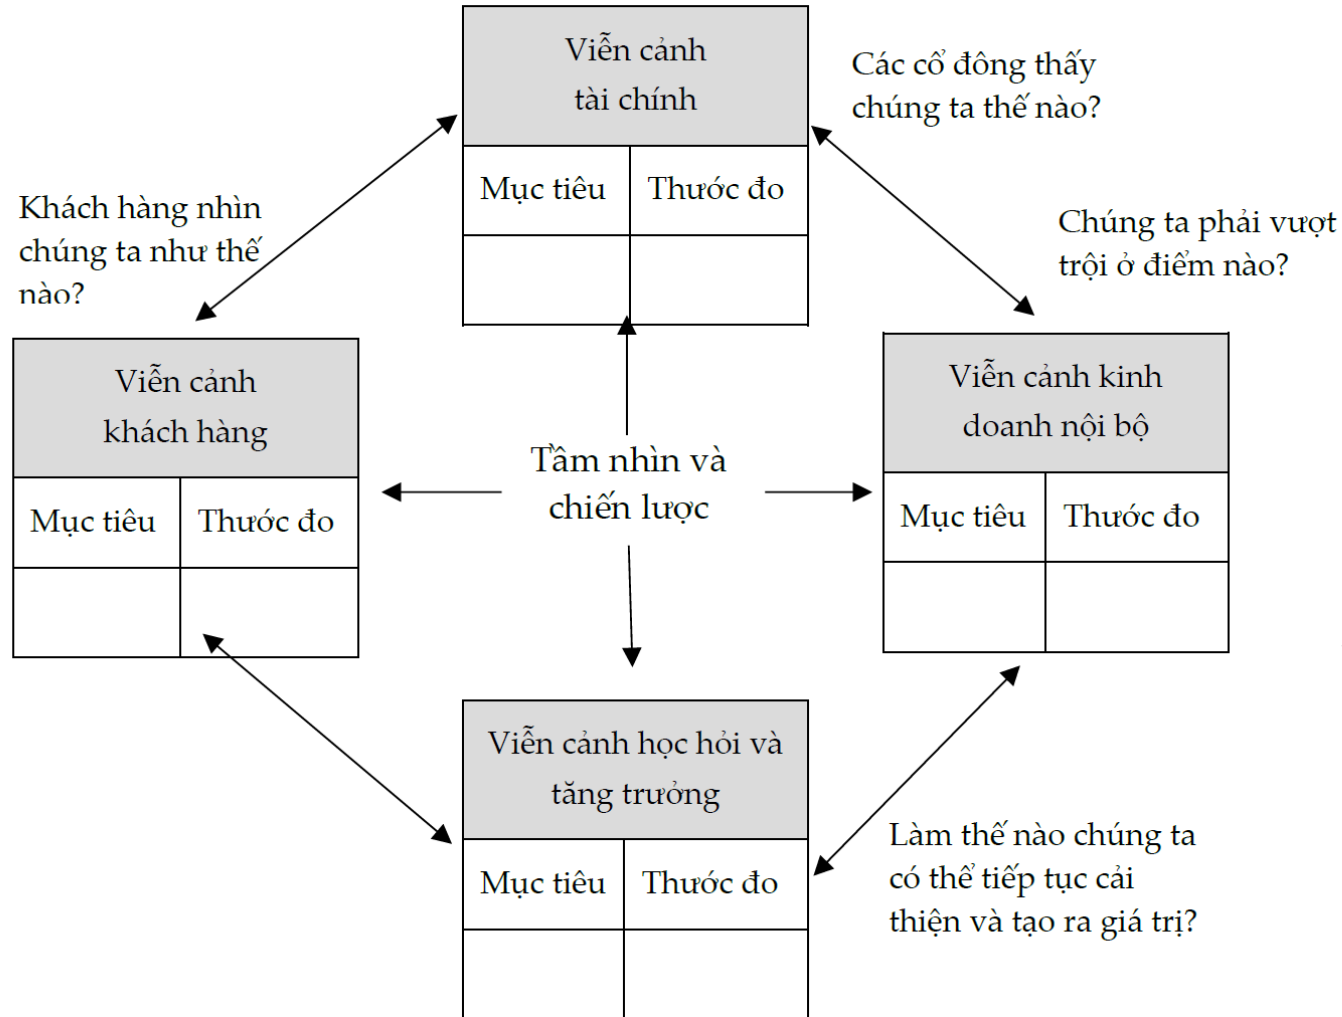 Viễn cảnh
tài chính
Các cổ đông thấy
chúng ta thế nào?
Mục tiêu
Thước đo
Khách hàng nhìn
chúng ta như thế
nào?
Chúng ta phải vượt
trội ở điểm nào?
Viễn cảnh
khách hàng
Mục tiêu
Thước đo
Tầm nhìn và
chiến lược
Viễn cảnh kinh
doanh nội bộ
Mục tiêu
Thước đo
Viễn cảnh học hỏi và
tăng trưởng
Mục tiêu
Thước đo
Làm thế nào chúng ta
có thể tiếp tục cải
thiện và tạo ra giá trị?